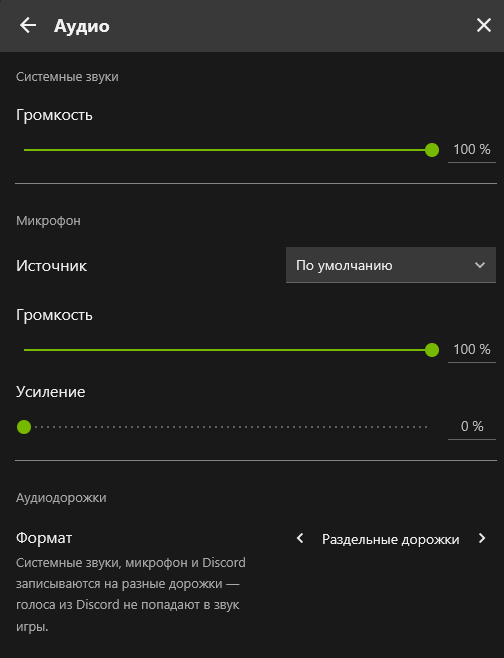 Аудио
Системные звуки
Громкость
100 %
Микрофон
Источник
По умолчанию
Громкость
100 %
Усиление
0 %
Аудиодорожки
Формат
Раздельные дорожки
Системные звуки, микрофон и Discord
записываются на разные дорожки —
голоса из Discord не попадают в звук
игры.